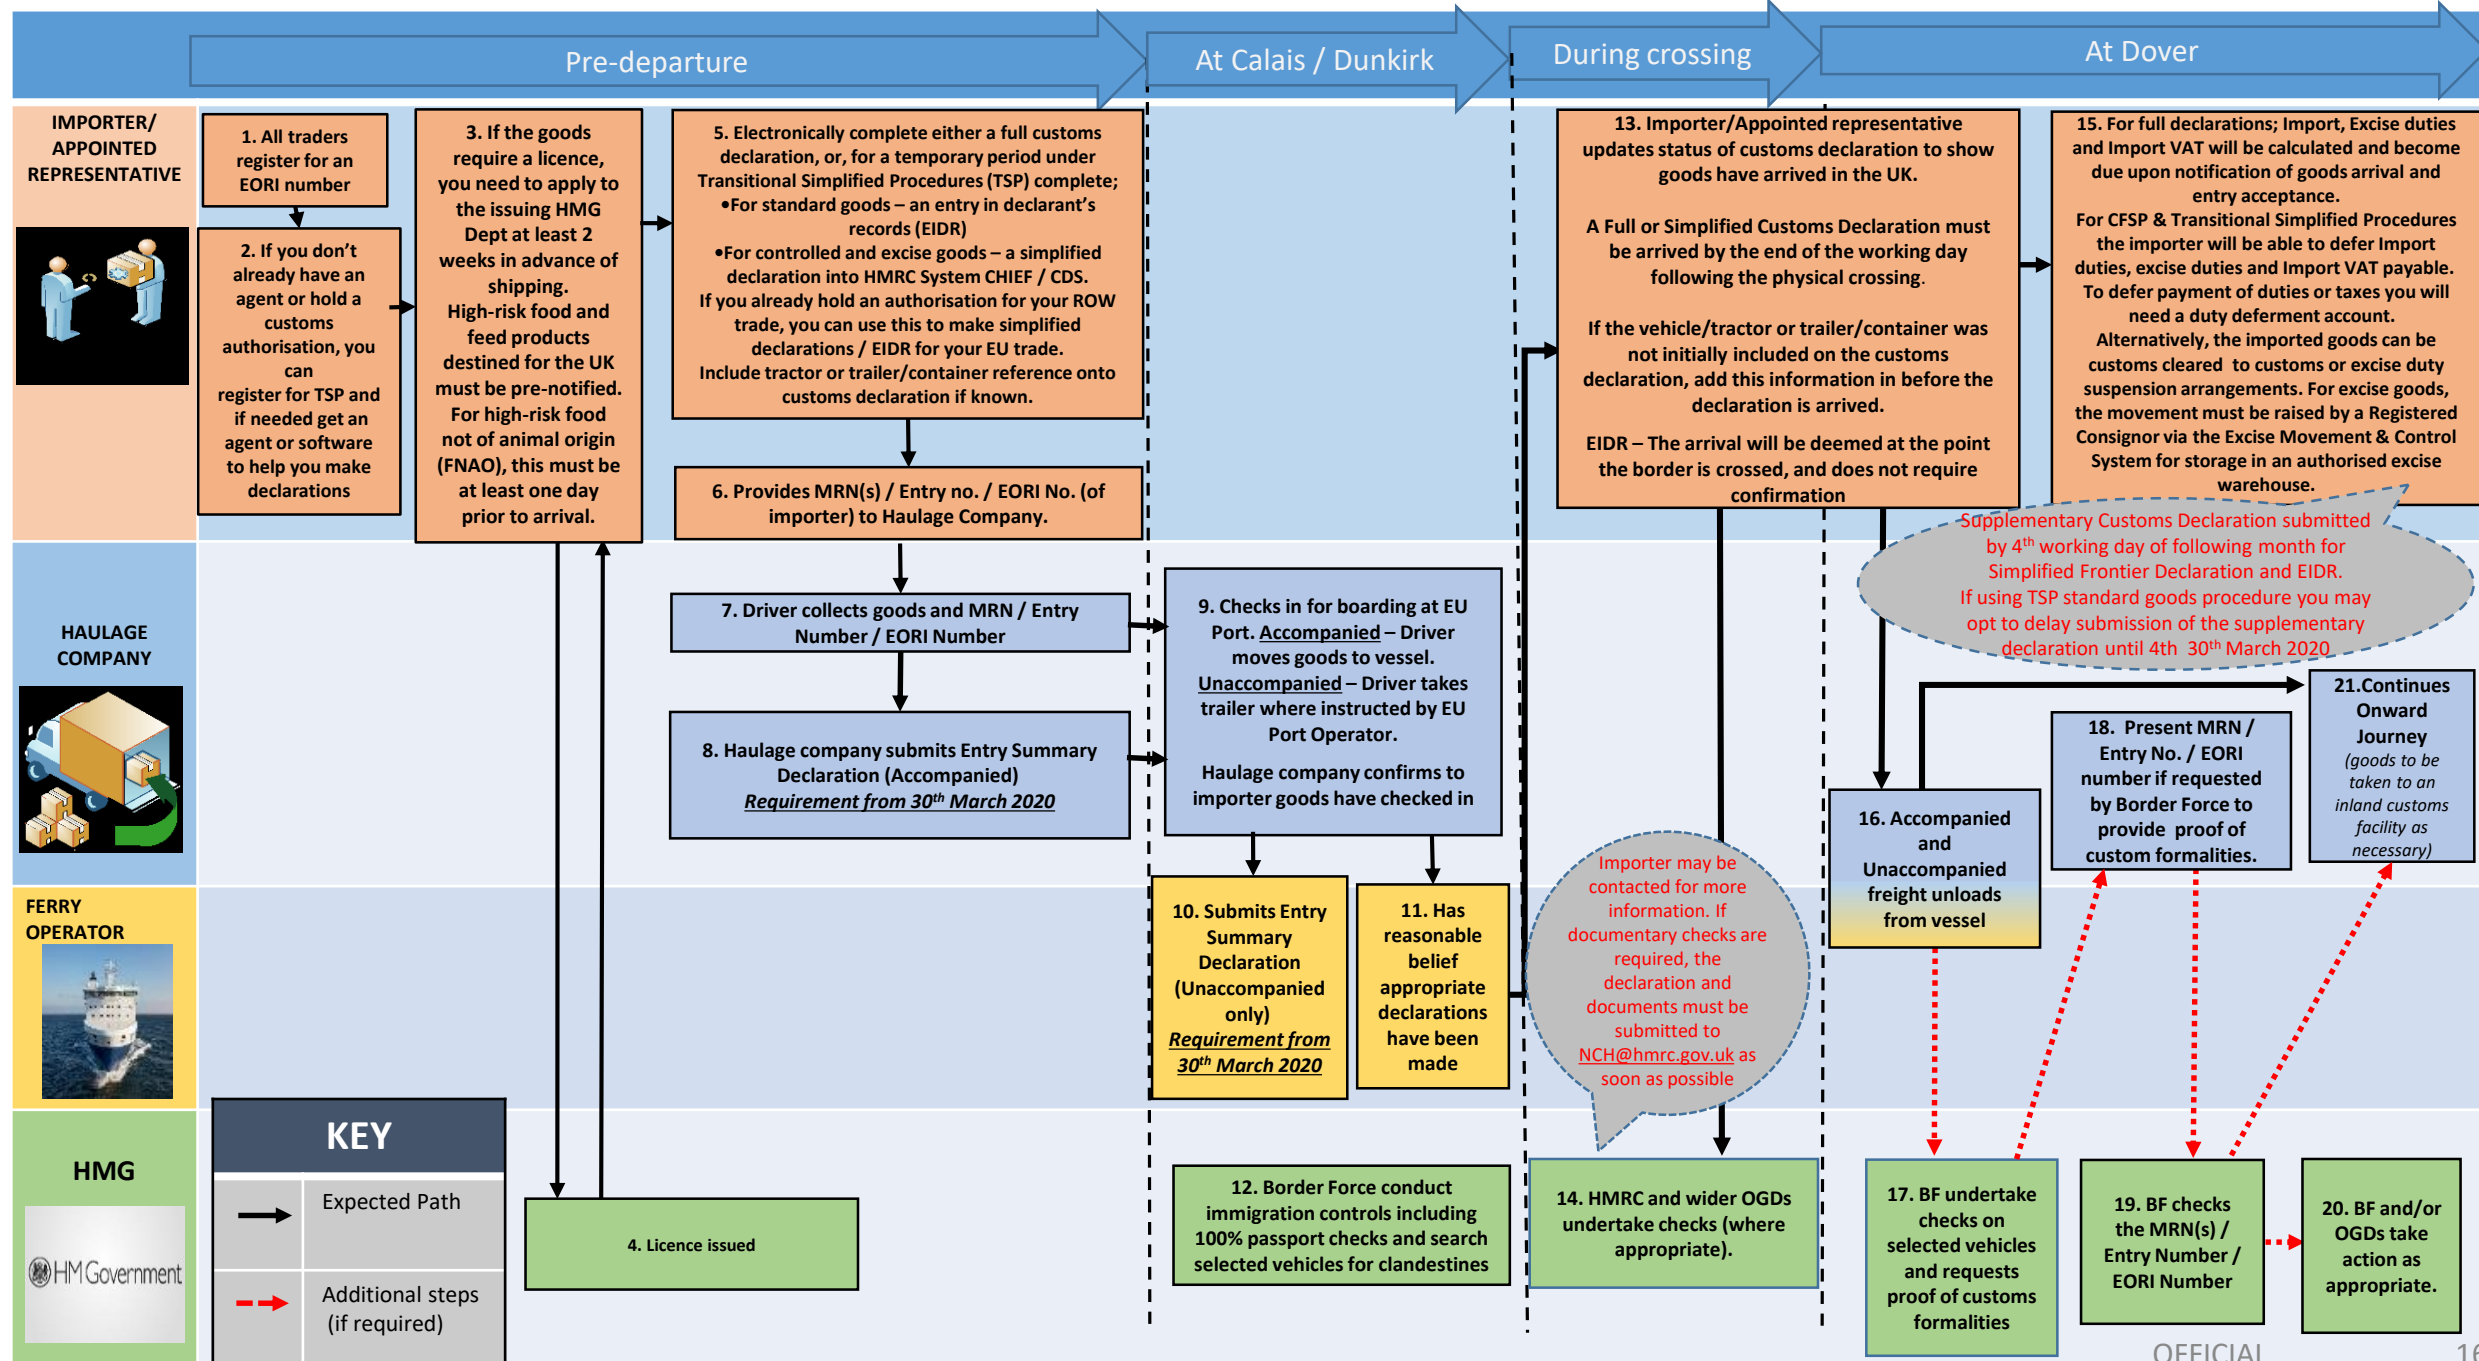 Pre-departure
At Calais / Dunkirk
During crossing
At Dover
IMPORTER/
APPOINTED
REPRESENTATIVE
1. All traders
register for an
EORI number
2. If you don't
already have an
agent or hold a
customs
authorisation, you
can
register for TSP and
if needed get an
agent or software
to help you make
declarations
3. If the goods
require a licence,
you need to apply to
the issuing HMG
Dept at least 2
weeks in advance of
shipping.
High-risk food and
feed products
destined for the UK
must be pre-notified.
For high-risk food
not of animal origin
(FNAO), this must be
at least one day
prior to arrival.
5. Electronically complete either a full customs
declaration, or, for a temporary period under
Transitional Simplified Procedures (TSP) complete;
•For standard goods – an entry in declarant's
records (EIDR)
•For controlled and excise goods – a simplified
declaration into HMRC System CHIEF / CDS.
If you already hold an authorisation for your ROW
trade, you can use this to make simplified
declarations / EIDR for your EU trade.
Include tractor or trailer/container reference onto
customs declaration if known.
6. Provides MRN(s) / Entry no. / EORI No. (of
importer) to Haulage Company.
13. Importer/Appointed representative
updates status of customs declaration to show
goods have arrived in the UK.
A Full or Simplified Customs Declaration must
be arrived by the end of the working day
following the physical crossing.
If the vehicle/tractor or trailer/container was
not initially included on the customs
declaration, add this information in before the
declaration is arrived.
EIDR – The arrival will be deemed at the point
the border is crossed, and does not require
confirmation
15. For full declarations; Import, Excise duties
and Import VAT will be calculated and become
due upon notification of goods arrival and
entry acceptance.
For CFSP & Transitional Simplified Procedures
the importer will be able to defer Import
duties, excise duties and Import VAT payable.
To defer payment of duties or taxes you will
need a duty deferment account.
Alternatively, the imported goods can be
customs cleared to customs or excise duty
suspension arrangements. For excise goods,
the movement must be raised by a Registered
Consignor via the Excise Movement & Control
System for storage in an authorised excise
warehouse.
Supplementary Customs Declaration submitted
by 4th working day of following month for
Simplified Frontier Declaration and EIDR.
If using TSP standard goods procedure you may
opt to delay submission of the supplementary
declaration until 4th 30th March 2020
HAULAGE
COMPANY
7. Driver collects goods and MRN / Entry
Number / EORI Number
8. Haulage company submits Entry Summary
Declaration (Accompanied)
Requirement from 30th March 2020
9. Checks in for boarding at EU
Port. Accompanied – Driver
moves goods to vessel.
Unaccompanied – Driver takes
trailer where instructed by EU
Port Operator.
Haulage company confirms to
importer goods have checked in
16. Accompanied
and
Unaccompanied
freight unloads
from vessel
18. Present MRN /
Entry No. / EORI
number if requested
by Border Force to
provide proof of
custom formalities.
21.Continues
Onward
Journey
(goods to be
taken to an
inland customs
facility as
necessary)
FERRY
OPERATOR
10. Submits Entry
Summary
Declaration
(Unaccompanied
only)
Requirement from
30th March 2020
11. Has
reasonable
belief
appropriate
declarations
have been
made
Importer may be
contacted for more
information. If
documentary checks are
required, the
declaration and
documents must be
submitted to
NCH@hmrc.gov.uk as
soon as possible
HMG
HM Government
KEY
Expected Path
Additional steps
(if required)
4. Licence issued
12. Border Force conduct
immigration controls including
100% passport checks and search
selected vehicles for clandestines
14. HMRC and wider OGDs
undertake checks (where
appropriate).
17. BF undertake
checks on
selected vehicles
and requests
proof of customs
formalities
19. BF checks
the MRN(s) /
Entry Number /
EORI Number
20. BF and/or
OGDs take
action as
appropriate.
OFFICIAL
16